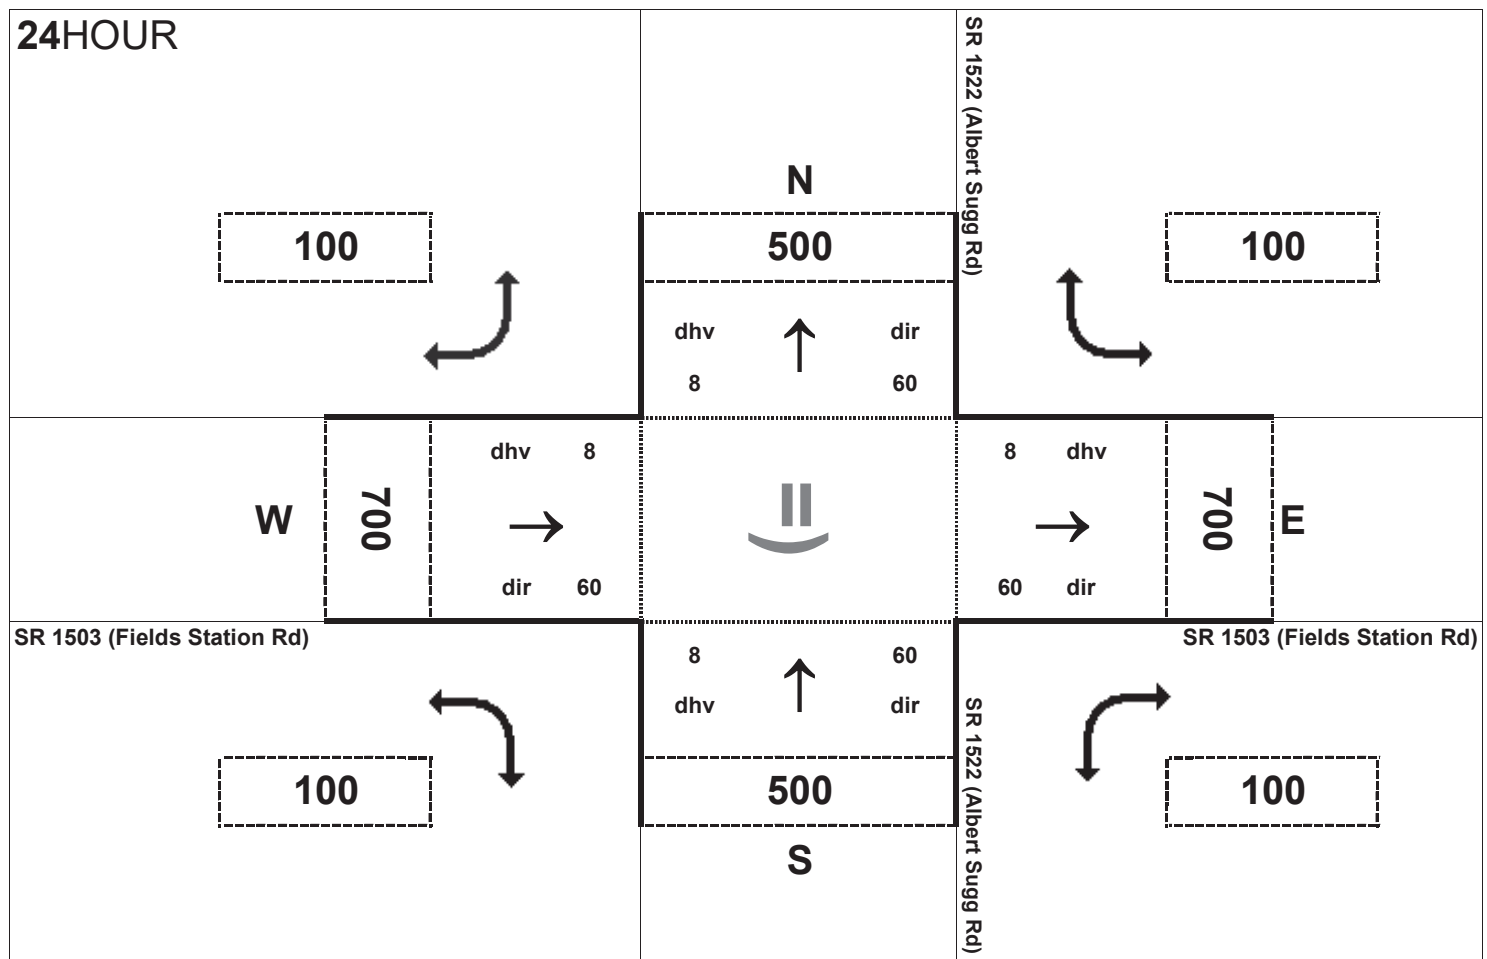 24HOUR
SR 1522 (Albert Sugg Rd)
N
100
500
100
dhv
dir
8
60
dhv 8
8 dhv
W
700
700
E
dir 60
60 dir
SR 1503 (Fields Station Rd)
SR 1503 (Fields Station Rd)
8
60
dhv
dir
SR 1522 (Albert Sugg Rd)
100
500
100
S